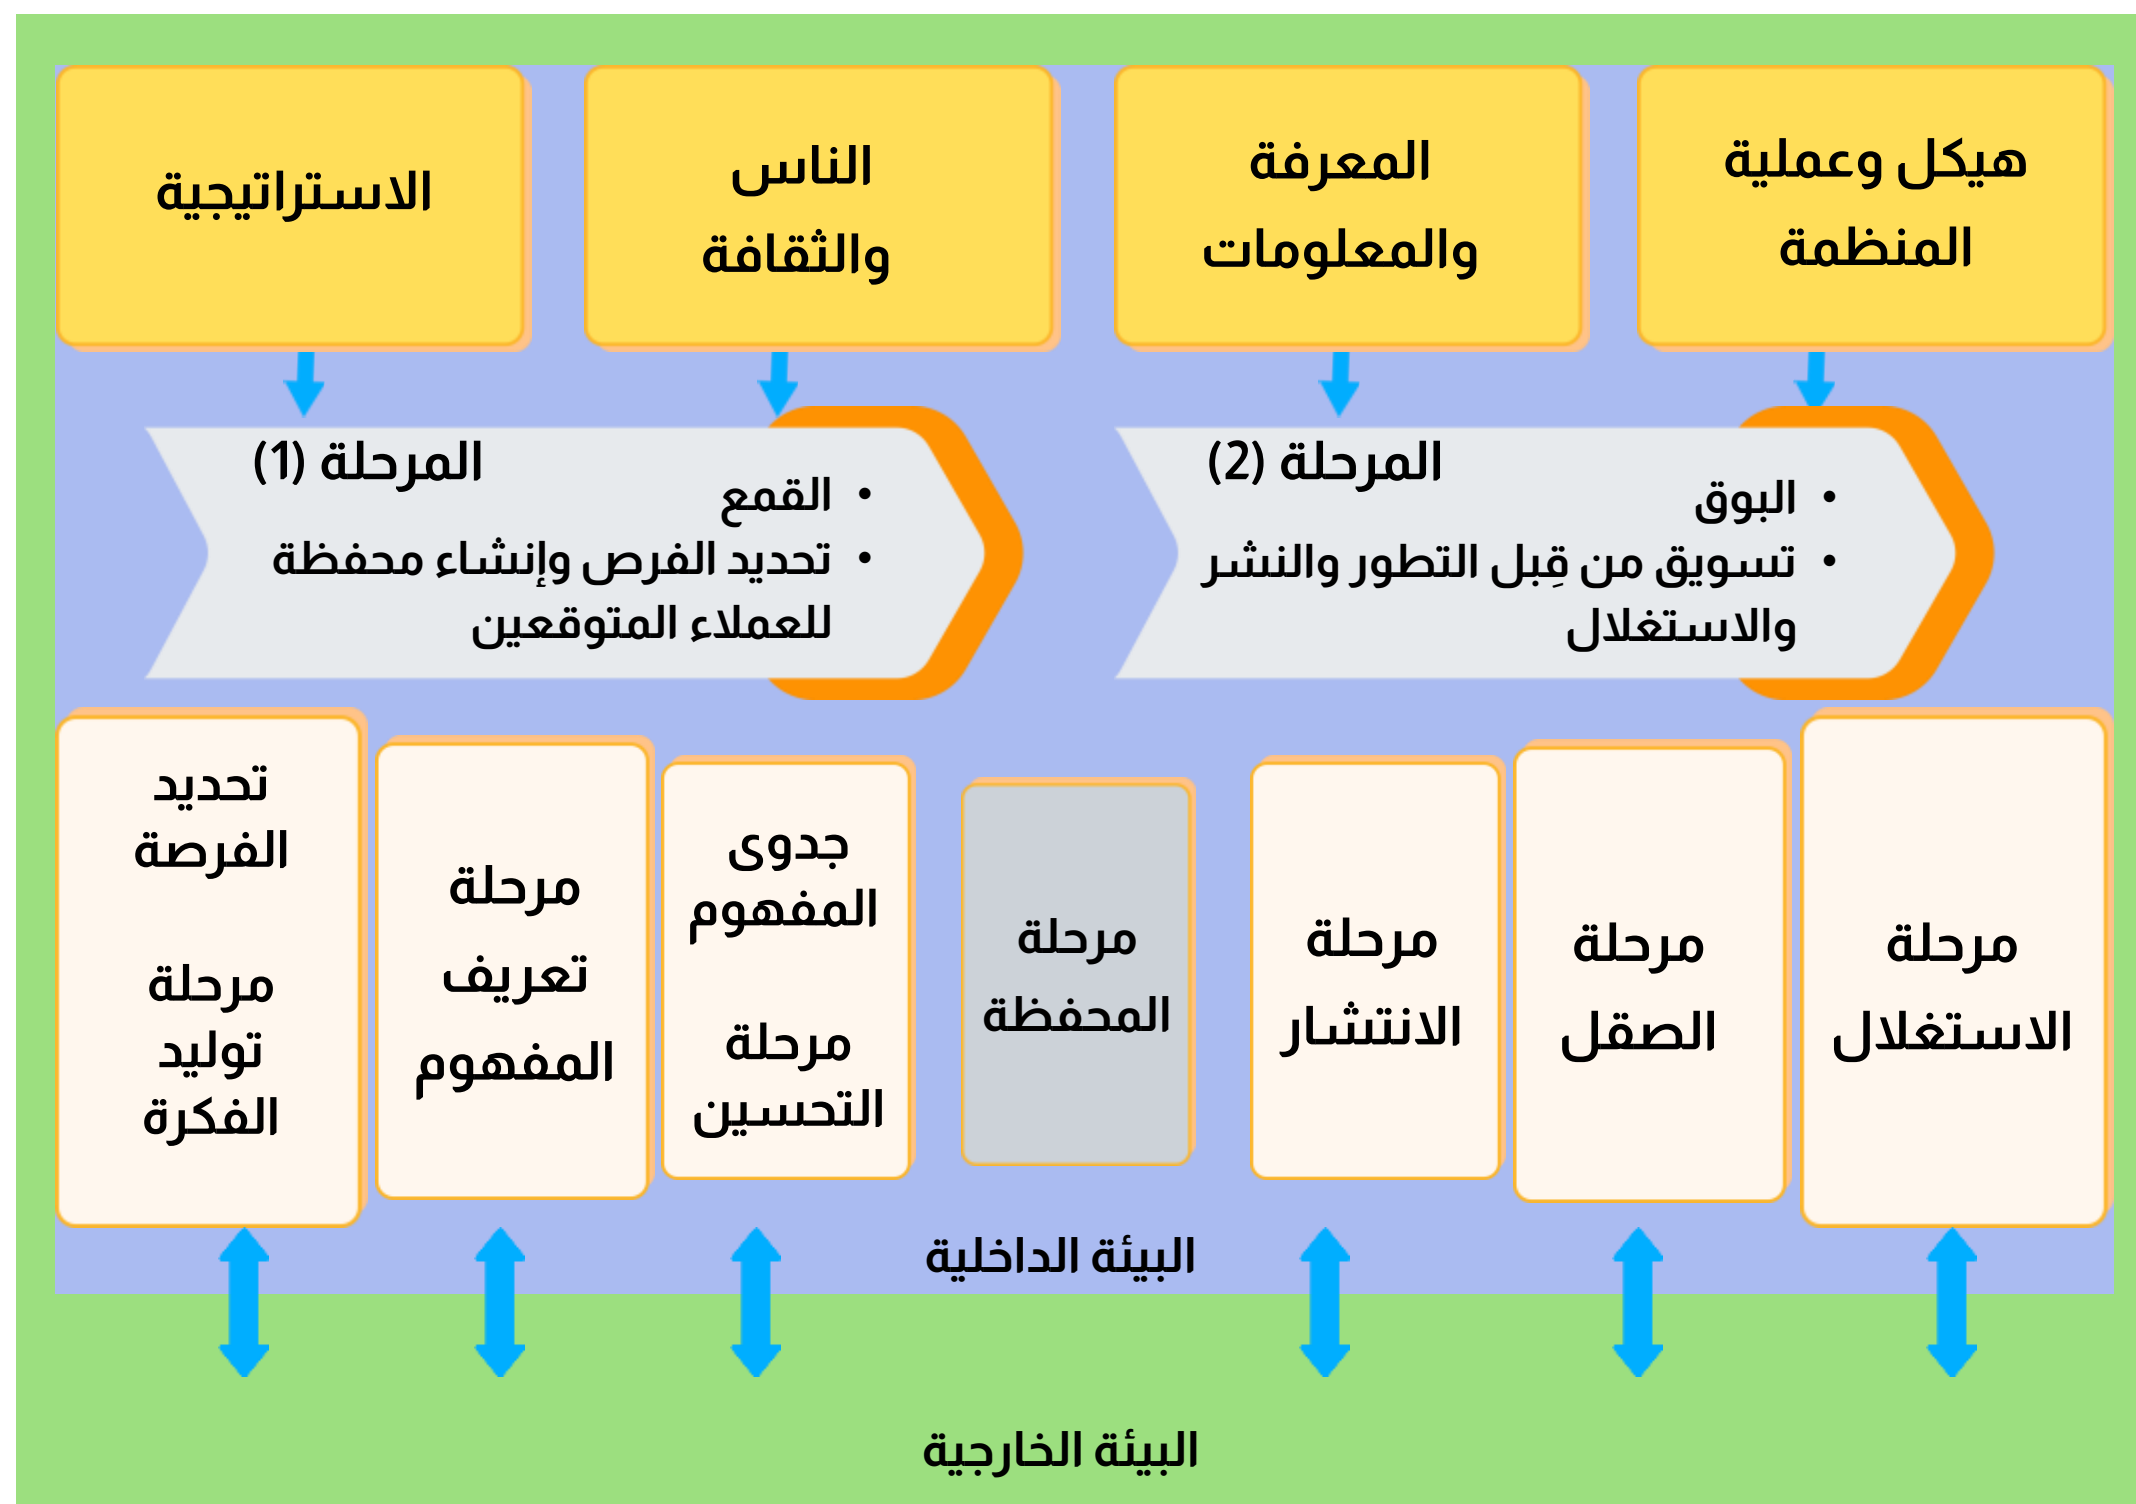 الاستراتيجية
الناس
والثقافة
المعرفة
والمعلومات
هيكل وعملية
المنظمة
المرحلة (1)
• القمع
• تحديد الفرص وإنشاء محفظة
للعملاء المتوقعين
المرحلة (2)
• البوق
• تسويق من قِبل التطور والنشر
والاستغلال
تحديد
الفرصة
مرحلة
توليد
الفكرة
مرحلة
تعريف
المفهوم
جدوى
المفهوم
مرحلة
التحسين
مرحلة
المحفظة
مرحلة
الانتشار
مرحلة
الصقل
مرحلة
الاستغلال
البيئة الداخلية
البيئة الخارجية